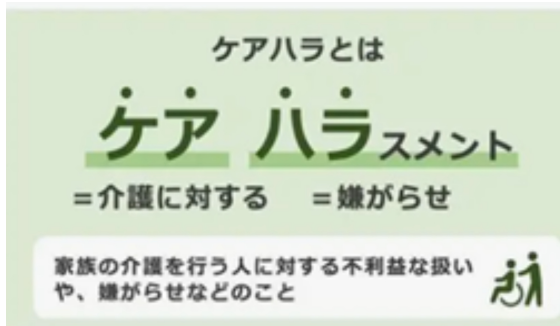 ケアハラとは
ケア ハラスメント
=介護に対する =嫌がらせ
家族の介護を行う人に対する不利益な扱い
や、嫌がらせなどのこと